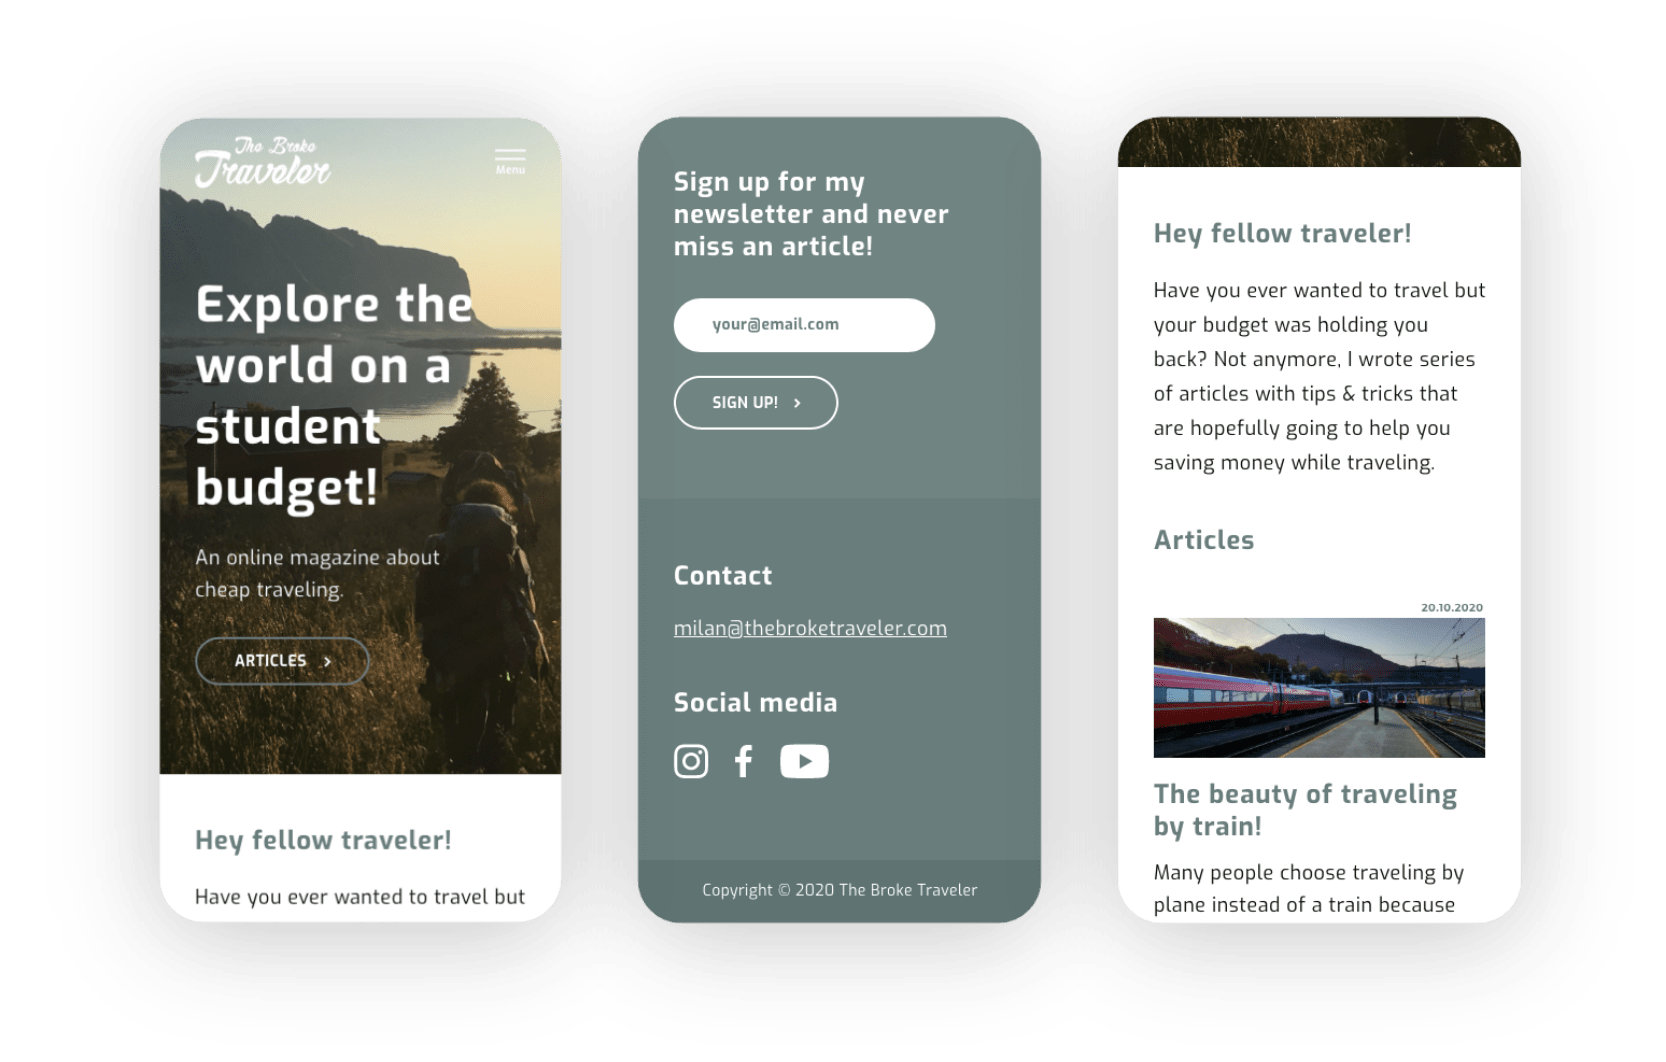 The Broke
Traveler
Menu
Explore the
world on a
student
budget!
An online magazine about
cheap traveling.
ARTICLES
Hey fellow traveler!
Have you ever wanted to travel but
Sign up for my
newsletter and never
miss an article!
your@email.com
SIGN UP!
Contact
milan@thebroketraveler.com
Social media
Copyright © 2020 The Broke Traveler
Hey fellow traveler!
Have you ever wanted to travel but
your budget was holding you
back? Not anymore, I wrote series
of articles with tips & tricks that
are hopefully going to help you
saving money while traveling.
Articles
20.10.2020
The beauty of traveling
by train!
Many people choose traveling by
plane instead of a train because